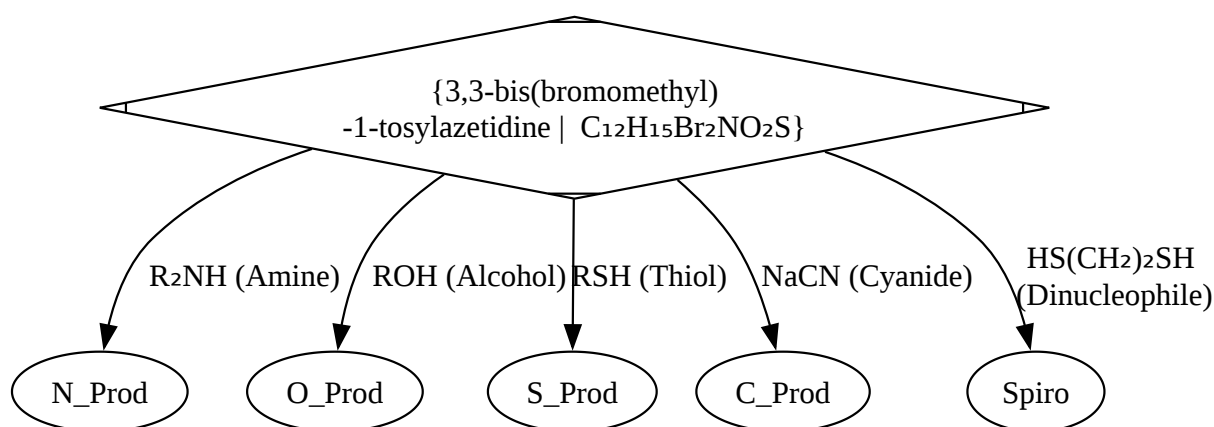 {3,3-bis(bromomethyl)
-1-tosylazetidine | C₁₂H₁₅Br₂NO₂S}
R₂NH (Amine)
ROH (Alcohol)
RSH (Thiol)
NaCN (Cyanide)
HS(CH₂)₂SH
(Dinucleophile)
N_Prod
O_Prod
S_Prod
C_Prod
Spiro